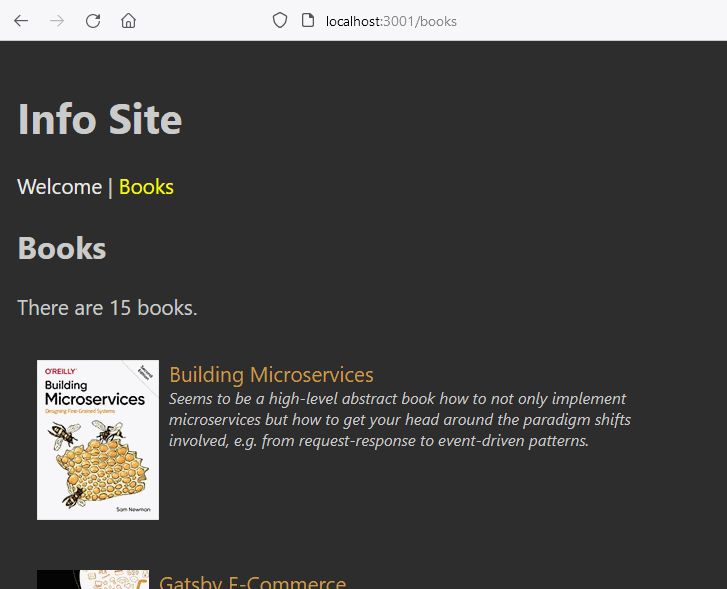 localhost:3001/books
Info Site
Welcome | Books
Books
There are 15 books.
O'REILLY®
Second
Edition
Building
Microservices
Designing Fine-Grained Systems
Sam Newman
Building Microservices
Seems to be a high-level abstract book how to not only implement
microservices but how to get your head around the paradigm shifts
involved, e.g. from request-response to event-driven patterns.
Gatsby E-Commerce